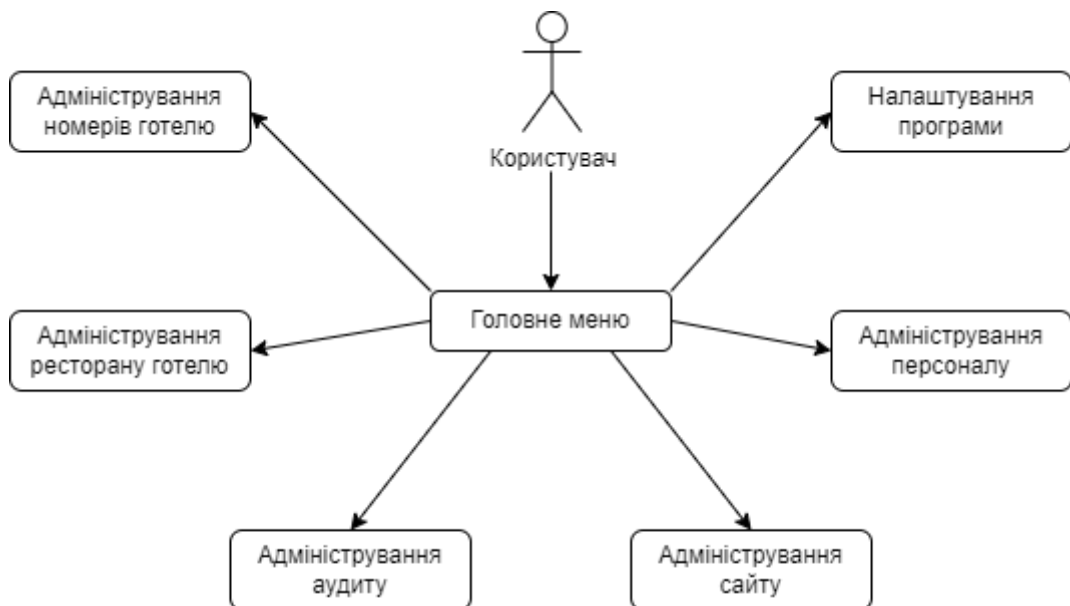 Адміністрування
номерів готелю
Користувач
Налаштування
програми
Головне меню
Адміністрування
ресторану готелю
Адміністрування
персоналу
Адміністрування
аудиту
Адміністрування
сайту